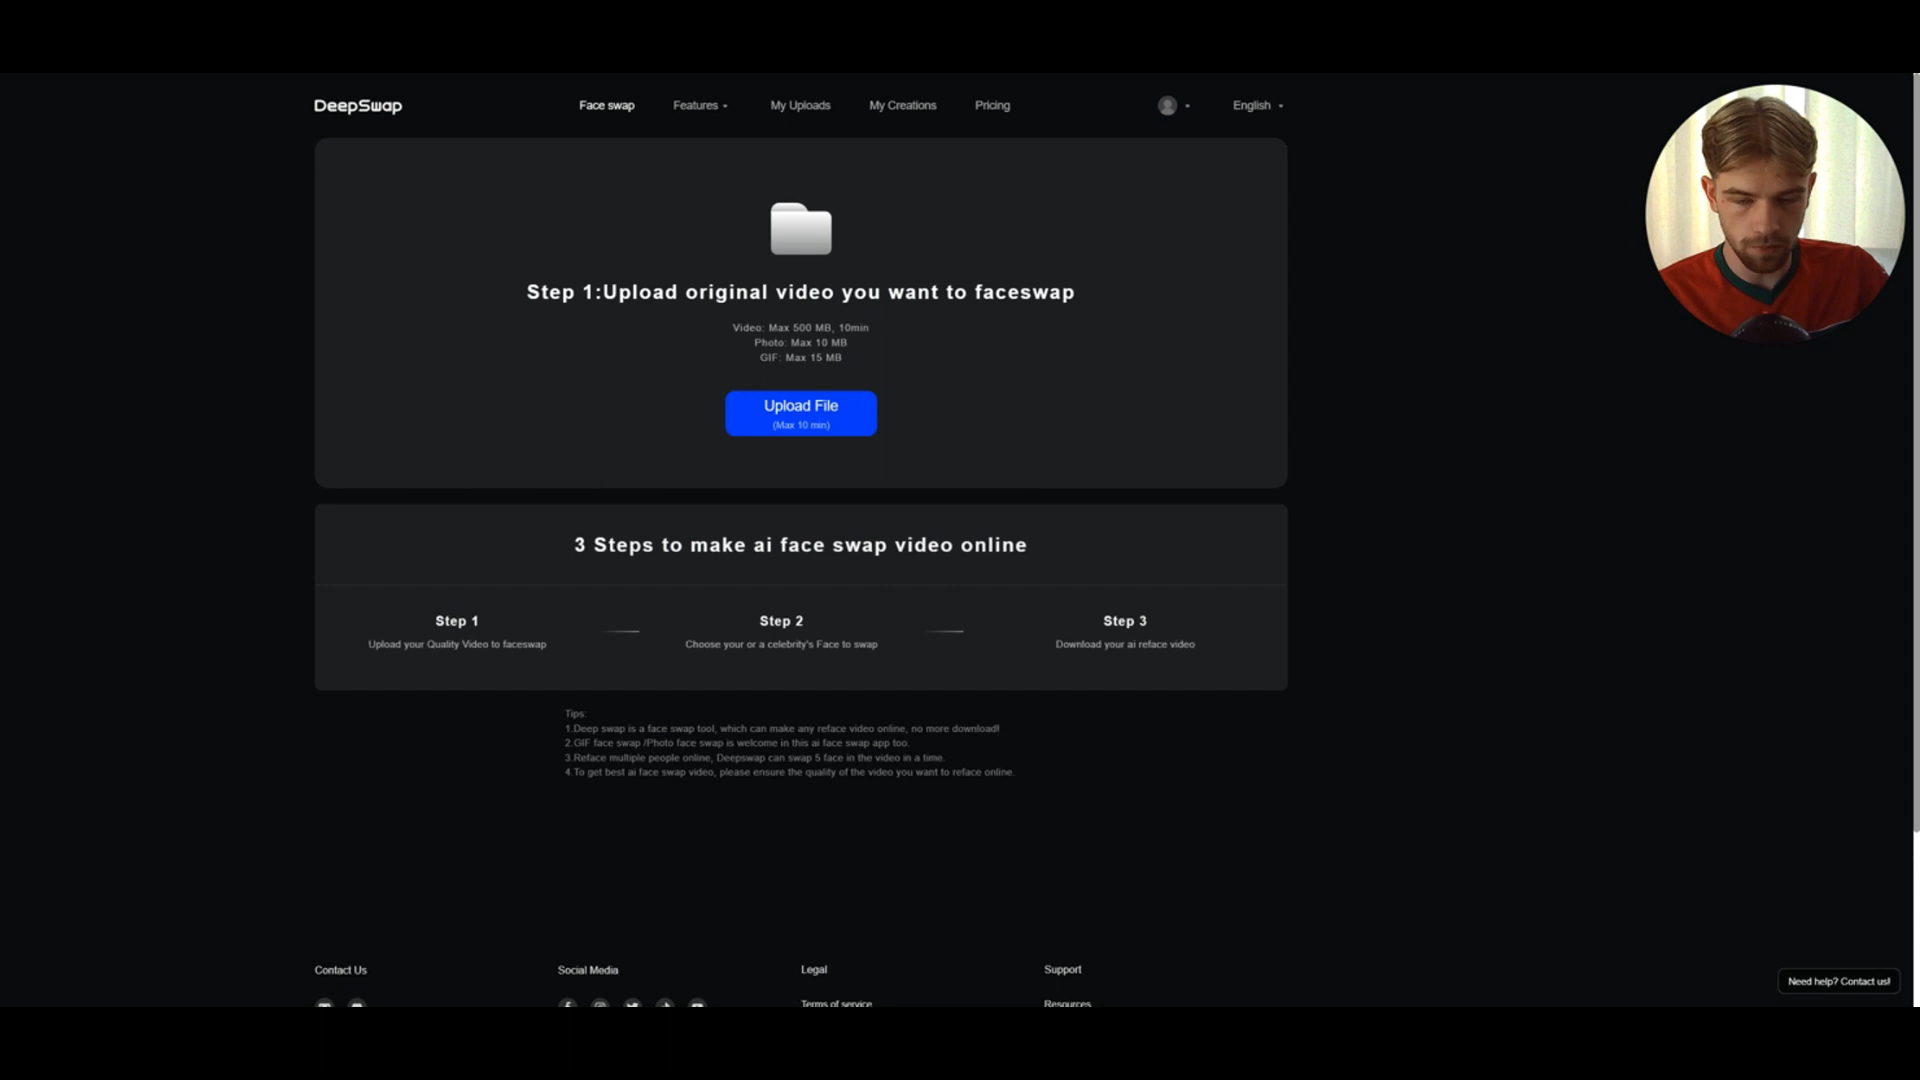 DeepSwap
Face swap
Features
My Uploads
My Creations
Pricing
English
Step 1:Upload original video you want to faceswap
Video: Max 500 MB, 10min
Photo: Max 10 MB
GIF: Max 15 MB
Upload File
(Max 10 min)
3 Steps to make ai face swap video online
Step 1
Upload your Quality Video to faceswap
Step 2
Choose your or a celebrity's Face to swap
Step 3
Download your ai reface video
Tips:
1.Deep swap is a face swap tool, which can make any reface video online, no more download!
2.GIF face swap /Photo face swap is welcome in this ai face swap app too.
3.Reface multiple people online, Deepswap can swap 5 face in the video in a time.
4.To get best ai face swap video, please ensure the quality of the video you want to reface online.
Contact Us
Social Media
Legal
Support
Terms of service
Resources
Need help? Contact us!